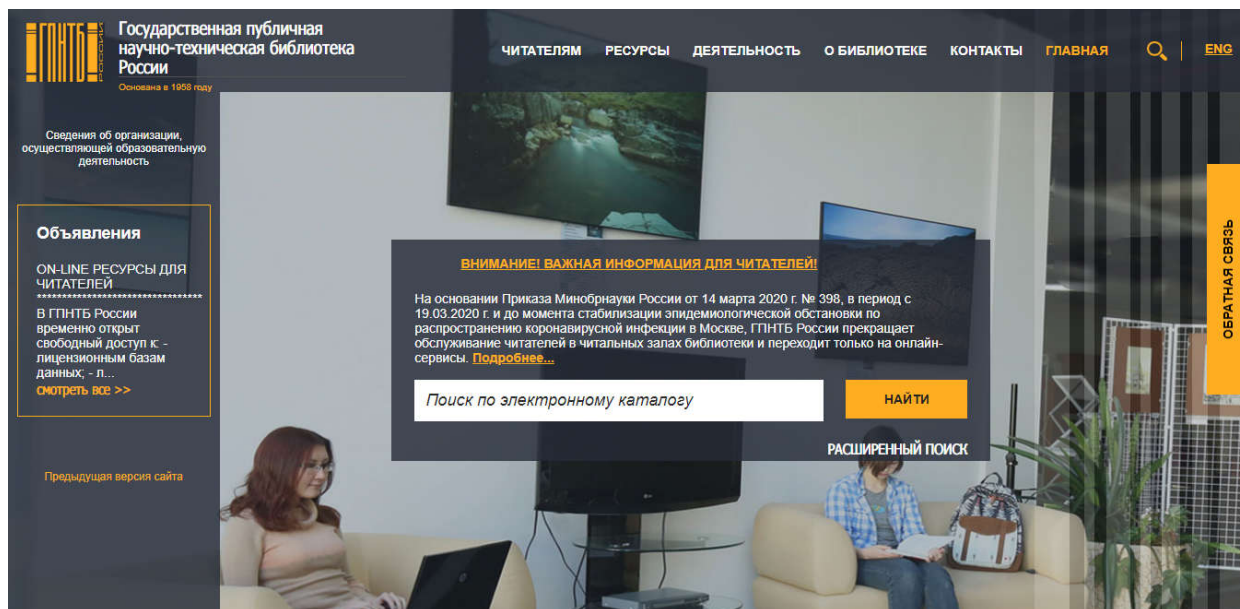 ГПНТБ
РОССИИ
Государственная публичная
научно-техническая библиотека
России
Основана в 1958 году
ЧИТАТЕЛЯМ РЕСУРСЫ ДЕЯТЕЛЬНОСТЬ О БИБЛИОТЕКЕ КОНТАКТЫ ГЛАВНАЯ ENG
Сведения об организации,
осуществляющей образовательную
деятельность
Объявления
ON-LINE РЕСУРСЫ ДЛЯ
ЧИТАТЕЛЕЙ
*********************************
В ГПНТБ России
временно открыт
свободный доступ к: -
лицензионным базам
данных; - л...
смотреть все >>
Предыдущая версия сайта
ВНИМАНИЕ! ВАЖНАЯ ИНФОРМАЦИЯ ДЛЯ ЧИТАТЕЛЕЙ!
На основании Приказа Минобрнауки России от 14 марта 2020 г. № 398, в период с
19.03.2020 г. и до момента стабилизации эпидемиологической обстановки по
распространению коронавирусной инфекции в Москве, ГПНТБ России прекращает
обслуживание читателей в читальных залах библиотеки и переходит только на онлайн-
сервисы. Подробнее...
Поиск по электронному каталогу
НАЙТИ
РАСШИРЕННЫЙ ПОИСК
ОБРАТНАЯ СВЯЗЬ